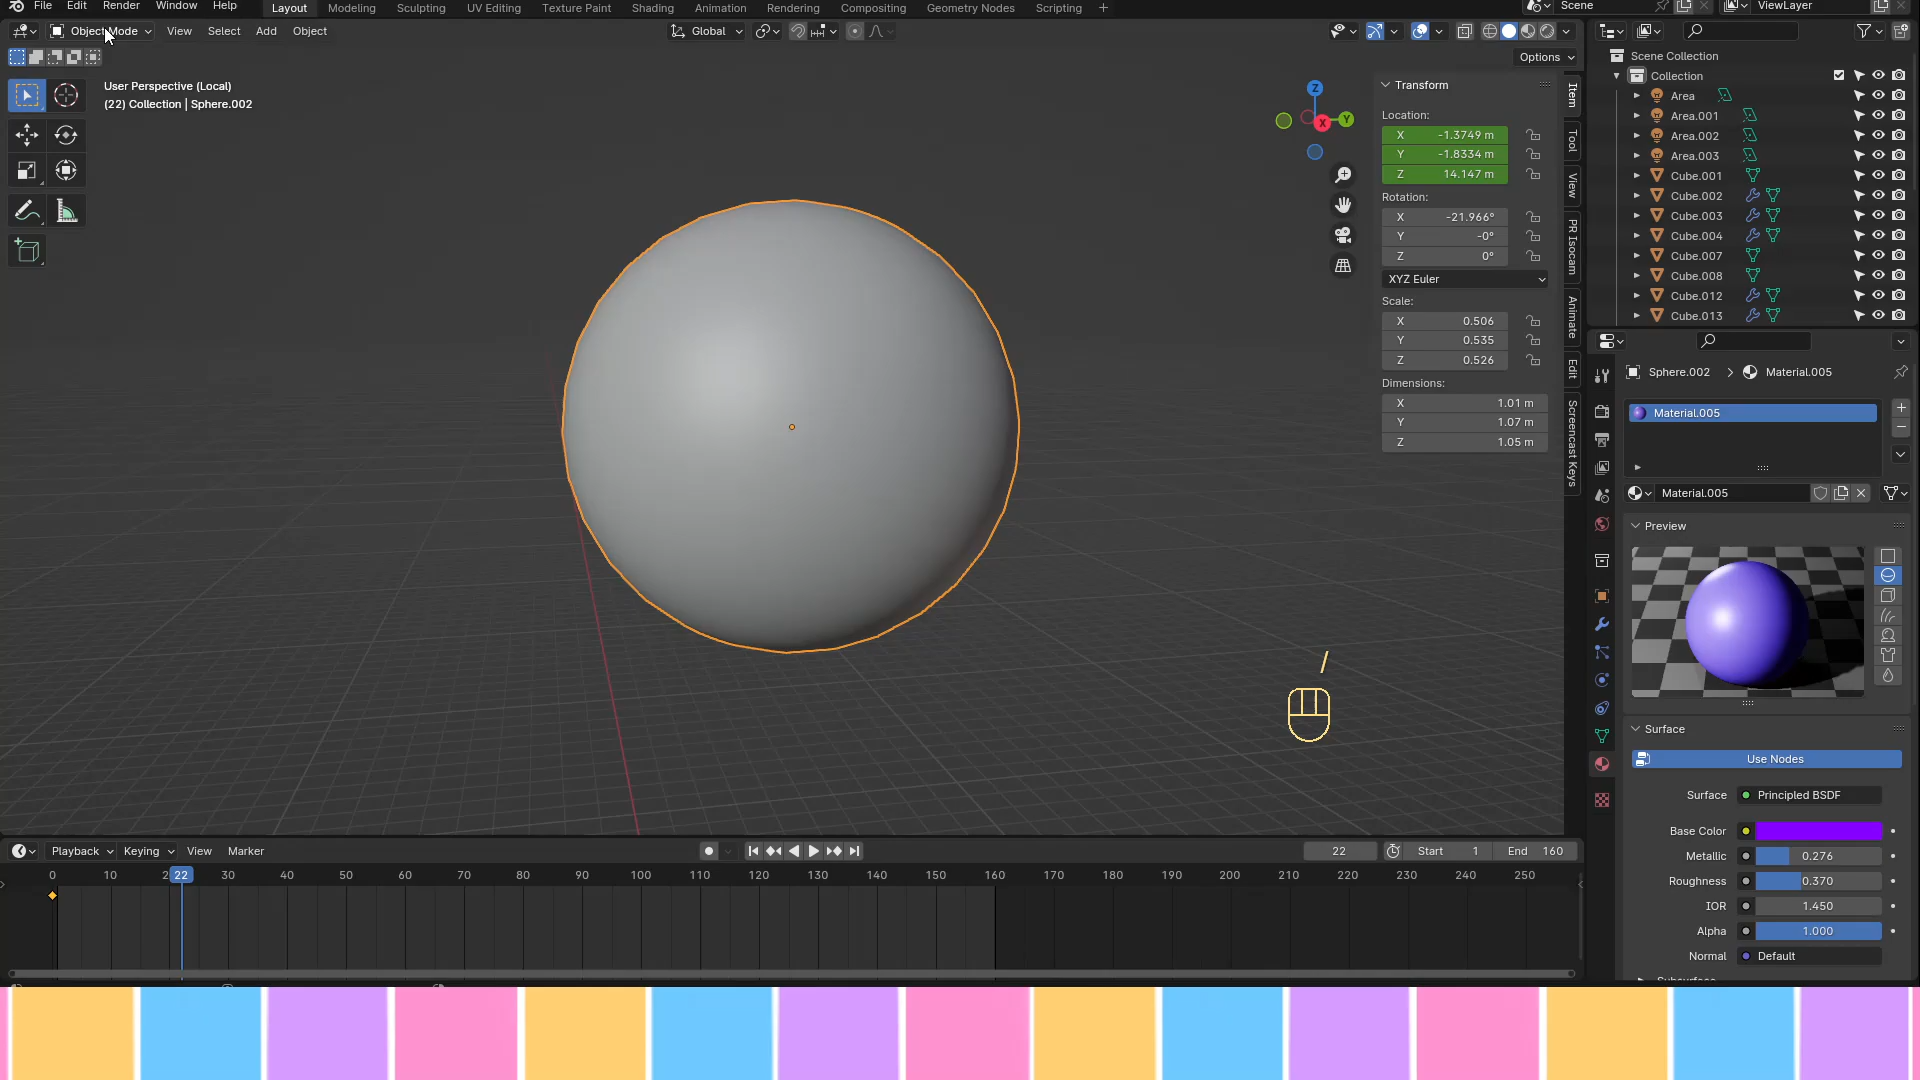 File Edit Render Window Help Layout Modeling Sculpting UV Editing Texture Paint Shading Animation Rendering Compositing Geometry Nodes Scripting + Scene ViewLayer
Object Mode View Select Add Object Global
Options
User Perspective (Local)
(22) Collection | Sphere.002
Transform
Location:
X -1.3749 m
Y -1.8334 m
Z 14.147 m
Rotation:
X -21.966°
Y -0°
Z 0°
XYZ Euler
Scale:
X 0.506
Y 0.535
Z 0.526
Dimensions:
X 1.01 m
Y 1.07 m
Z 1.05 m
Item
Tool
View
PR Isocam
Animate
Edit
Screencast Keys
Z
X
Y
/
Scene Collection
Collection
Area
Area.001
Area.002
Area.003
Cube.001
Cube.002
Cube.003
Cube.004
Cube.007
Cube.008
Cube.012
Cube.013
Sphere.002 > Material.005
Material.005
Material.005
Preview
Surface
Use Nodes
Surface Principled BSDF
Base Color
Metallic 0.276
Roughness 0.370
IOR 1.450
Alpha 1.000
Normal Default
Playback Keying View Marker 22 Start 1 End 160
0 10 2 22 30 40 50 60 70 80 90 100 110 120 130 140 150 160 170 180 190 200 210 220 230 240 250